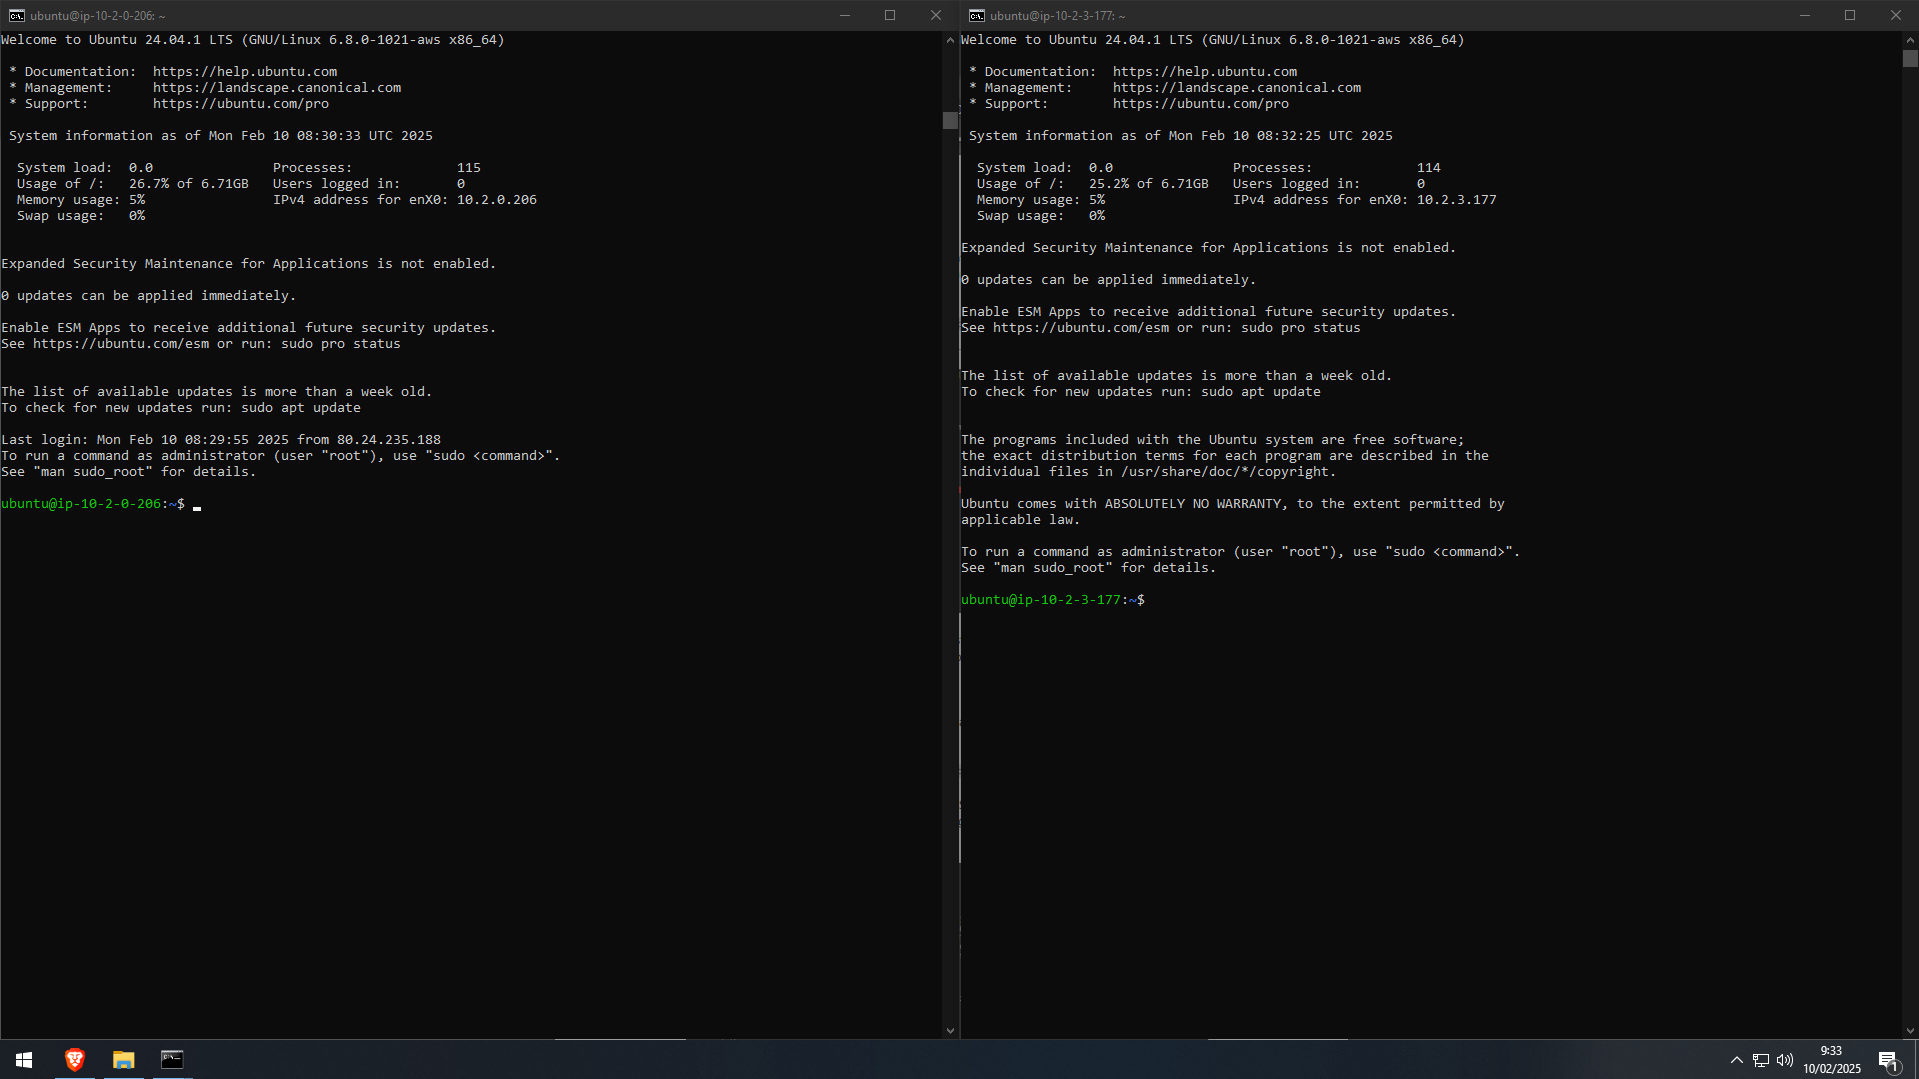 ubuntu@ip-10-2-0-206: ~
Welcome to Ubuntu 24.04.1 LTS (GNU/Linux 6.8.0-1021-aws x86_64)
* Documentation:  https://help.ubuntu.com
* Management:     https://landscape.canonical.com
* Support:        https://ubuntu.com/pro
System information as of Mon Feb 10 08:30:33 UTC 2025
System load:  0.0               Processes:             115
Usage of /:   26.7% of 6.71GB   Users logged in:       0
Memory usage: 5%                IPv4 address for enX0: 10.2.0.206
Swap usage:   0%
Expanded Security Maintenance for Applications is not enabled.
0 updates can be applied immediately.
Enable ESM Apps to receive additional future security updates.
See https://ubuntu.com/esm or run: sudo pro status
The list of available updates is more than a week old.
To check for new updates run: sudo apt update
Last login: Mon Feb 10 08:29:55 2025 from 80.24.235.188
To run a command as administrator (user "root"), use "sudo <command>".
See "man sudo_root" for details.
ubuntu@ip-10-2-0-206:~$
ubuntu@ip-10-2-3-177: ~
Welcome to Ubuntu 24.04.1 LTS (GNU/Linux 6.8.0-1021-aws x86_64)
* Documentation:  https://help.ubuntu.com
* Management:     https://landscape.canonical.com
* Support:        https://ubuntu.com/pro
System information as of Mon Feb 10 08:32:25 UTC 2025
System load:  0.0               Processes:             114
Usage of /:   25.2% of 6.71GB   Users logged in:       0
Memory usage: 5%                IPv4 address for enX0: 10.2.3.177
Swap usage:   0%
Expanded Security Maintenance for Applications is not enabled.
0 updates can be applied immediately.
Enable ESM Apps to receive additional future security updates.
See https://ubuntu.com/esm or run: sudo pro status
The list of available updates is more than a week old.
To check for new updates run: sudo apt update
The programs included with the Ubuntu system are free software;
the exact distribution terms for each program are described in the
individual files in /usr/share/doc/*/copyright.
Ubuntu comes with ABSOLUTELY NO WARRANTY, to the extent permitted by
applicable law.
To run a command as administrator (user "root"), use "sudo <command>".
See "man sudo_root" for details.
ubuntu@ip-10-2-3-177:~$
9:33
10/02/2025
1